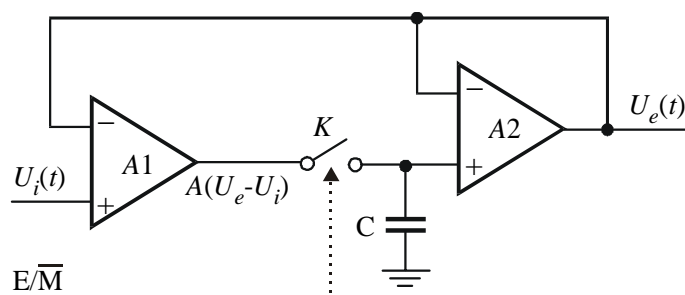 U_e(t)
K
−
−
A1
A2
U_i(t)
A(U_e-U_i)
+
+
C
E/M̅